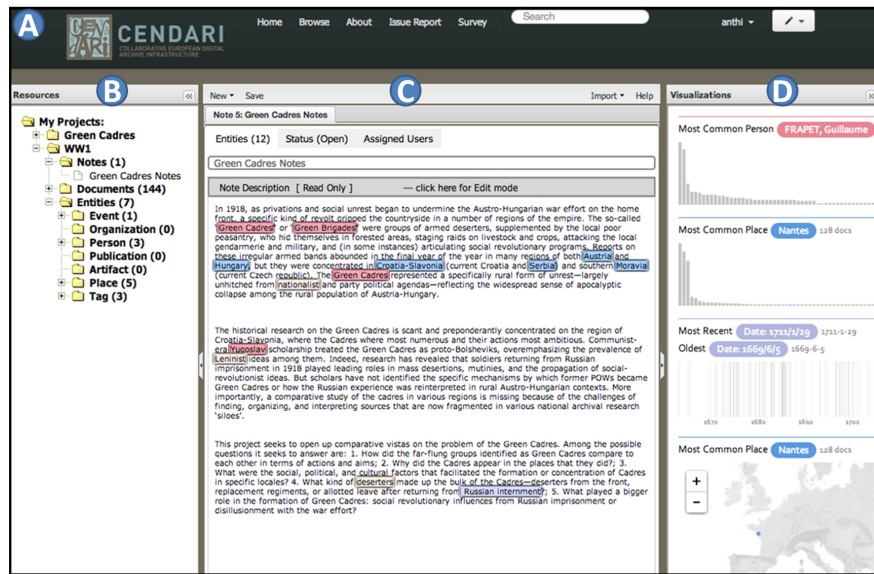 A
CENDARI
COLLABORATIVE EUROPEAN DIGITAL
ARCHIVE INFRASTRUCTURE
Home Browse About Issue Report Survey Search anthi
B C D
Resources
New Save Import Help
Visualizations
My Projects:
Green Cadres
WW1
Notes (1)
Green Cadres Notes
Documents (144)
Entities (7)
Event (1)
Organization (0)
Person (3)
Publication (0)
Artifact (0)
Place (5)
Tag (3)
Note 5: Green Cadres Notes
Entities (12) Status (Open) Assigned Users
Green Cadres Notes
Note Description [ Read Only ] --- click here for Edit mode
In 1918, as privations and social unrest began to undermine the Austro-Hungarian war effort on the home
front, a specific kind of revolt gripped the countryside in a number of regions of the empire. The so-called
'Green Cadres' or 'Green Brigades' were groups of armed deserters, supplemented by the local poor
peasantry, who hid themselves in forested areas, staging raids on livestock and crops, attacking the local
gendarmerie and military, and (in some instances) articulating social revolutionary programs. Reports on
these irregular armed bands abounded in the final year of the year in many regions of both Austria and
Hungary, but they were concentrated in Croatia-Slavonia (current Croatia and Serbia) and southern Moravia
(current Czech republic). The Green Cadres represented a specifically rural form of unrest—largely
unhitched from nationalist and party political agendas—reflecting the widespread sense of apocalyptic
collapse among the rural population of Austria-Hungary.
The historical research on the Green Cadres is scant and preponderantly concentrated on the region of
Croatia-Slavonia, where the Cadres where most numerous and their actions most ambitious. Communist-
era Yugoslav scholarship treated the Green Cadres as proto-Bolsheviks, overemphasizing the prevalence of
Leninist ideas among them. Indeed, research has revealed that soldiers returning from Russian
imprisonment in 1918 played leading roles in mass desertions, mutinies, and the propagation of social-
revolutionist ideas. But scholars have not identified the specific mechanisms by which former POWs became
Green Cadres or how the Russian experience was reinterpreted in rural Austro-Hungarian contexts. More
importantly, a comparative study of the cadres in various regions is missing because of the challenges of
finding, organizing, and interpreting sources that are now fragmented in various national archival research
'siloes'.
This project seeks to open up comparative vistas on the problem of the Green Cadres. Among the possible
questions it seeks to answer are: 1. How did the far-flung groups identified as Green Cadres compare to
each other in terms of actions and aims; 2. Why did the Cadres appear in the places that they did?; 3.
What were the social, political, and cultural factors that facilitated the formation or concentration of Cadres
in specific locales? 4. What kind of deserters made up the bulk of the Cadres—deserters from the front,
replacement regiments, or allotted leave after returning from Russian internment?; 5. What played a bigger
role in the formation of Green Cadres: social revolutionary influences from Russian imprisonment or
disillusionment with the war effort?
Most Common Person FRAPET, Guillaume
Most Common Place Nantes 128 docs
Most Recent Date: 1711/1/29 1711-1-29
Oldest Date: 1669/6/5 1669-6-5
1670 1680 1690 1700
Most Common Place Nantes 128 docs
+
−